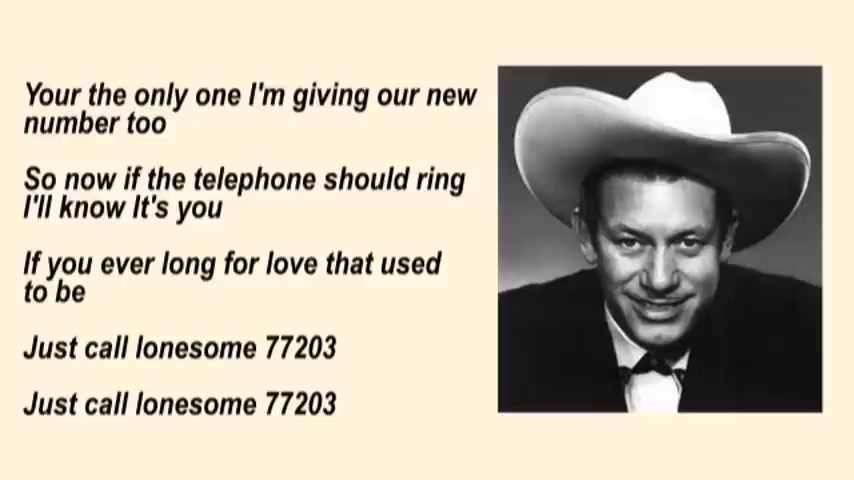 Your the only one I'm giving our new
number too
So now if the telephone should ring
I'll know It's you
If you ever long for love that used
to be
Just call lonesome 77203
Just call lonesome 77203